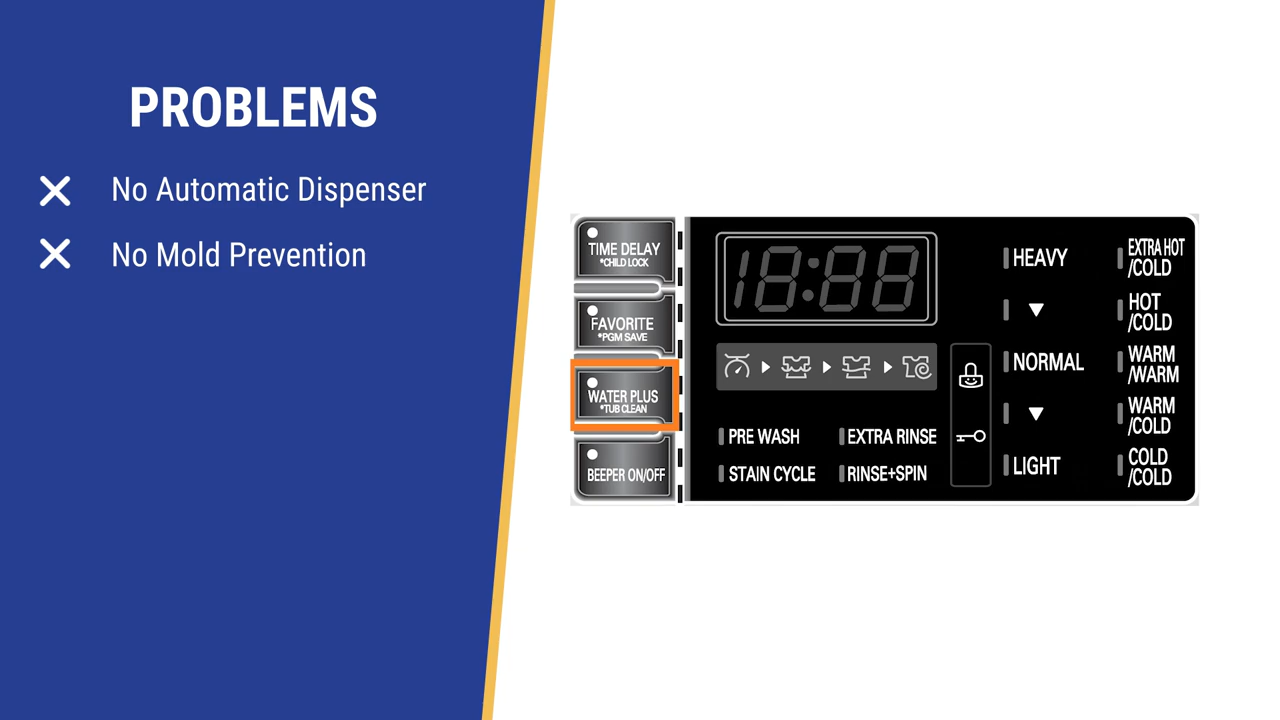 PROBLEMS
No Automatic Dispenser
No Mold Prevention
TIME DELAY
*CHILD LOCK
FAVORITE
*PGM SAVE
WATER PLUS
*TUB CLEAN
BEEPER ON/OFF
18:88
PRE WASH
EXTRA RINSE
STAIN CYCLE
RINSE+SPIN
HEAVY
NORMAL
LIGHT
EXTRA HOT
/COLD
HOT
/COLD
WARM
/WARM
WARM
/COLD
COLD
/COLD